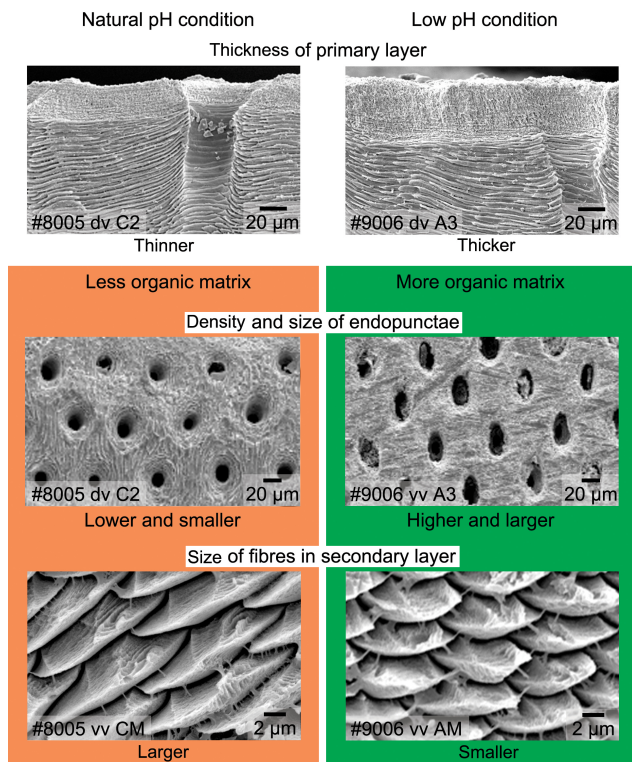 Natural pH condition
Low pH condition
Thickness of primary layer
#8005 dv C2
20 µm
#9006 dv A3
20 µm
Thinner
Thicker
Less organic matrix
More organic matrix
Density and size of endopunctae
#8005 dv C2
20 µm
#9006 vv A3
20 µm
Lower and smaller
Higher and larger
Size of fibres in secondary layer
#8005 vv CM
2 µm
#9006 vv AM
2 µm
Larger
Smaller